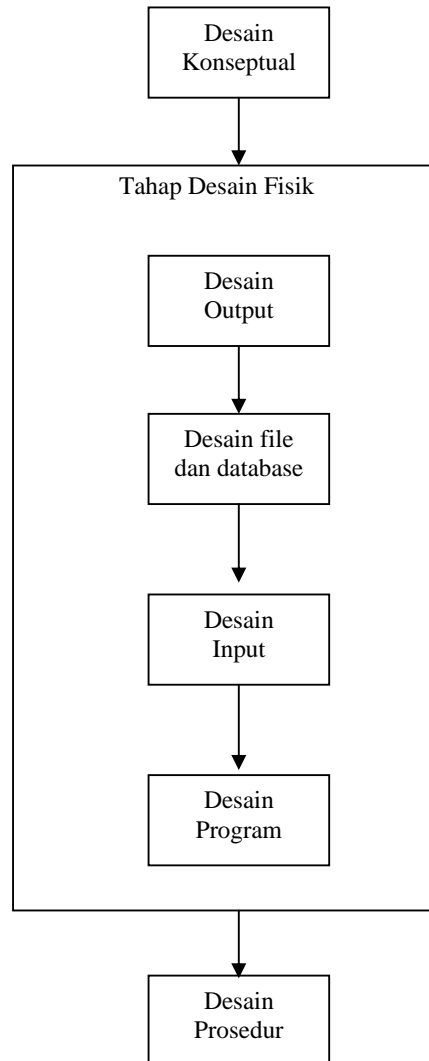 Desain
Konseptual
Tahap Desain Fisik
Desain
Output
Desain file
dan database
Desain
Input
Desain
Program
Desain
Prosedur